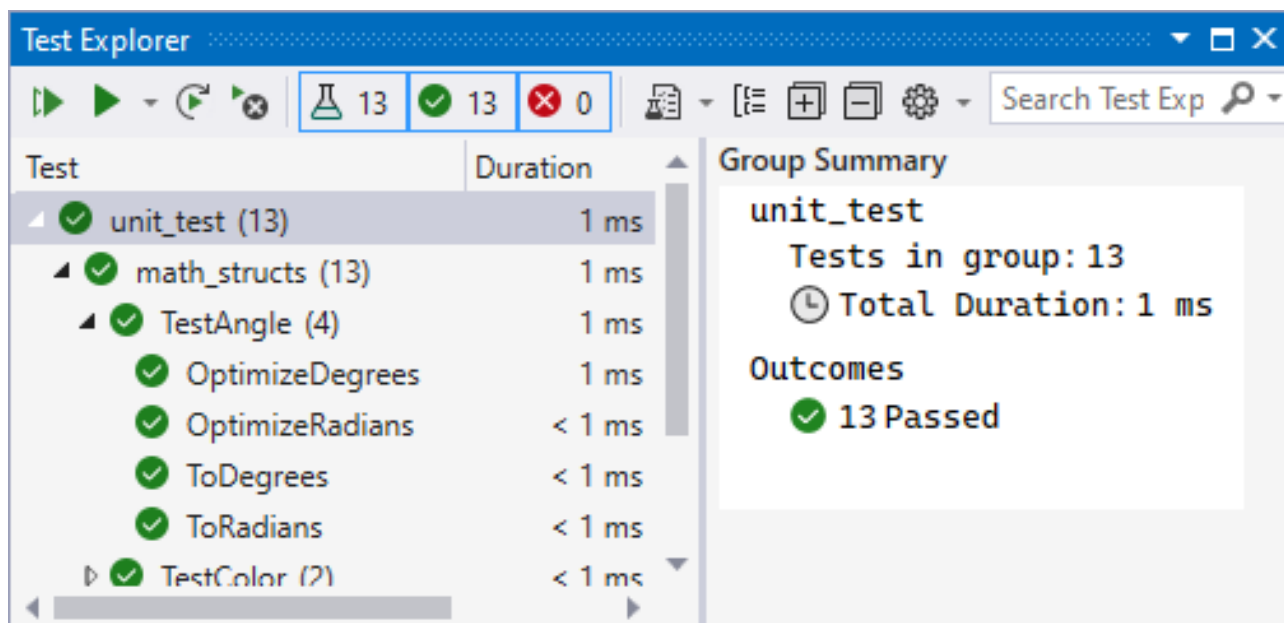 Test Explorer
13 13 0 Search Test Exp
Test Duration
unit_test (13) 1 ms
math_structs (13) 1 ms
TestAngle (4) 1 ms
OptimizeDegrees 1 ms
OptimizeRadians < 1 ms
ToDegrees < 1 ms
ToRadians < 1 ms
TestColor (2) < 1 ms
Group Summary
unit_test
Tests in group: 13
Total Duration: 1 ms
Outcomes
13 Passed